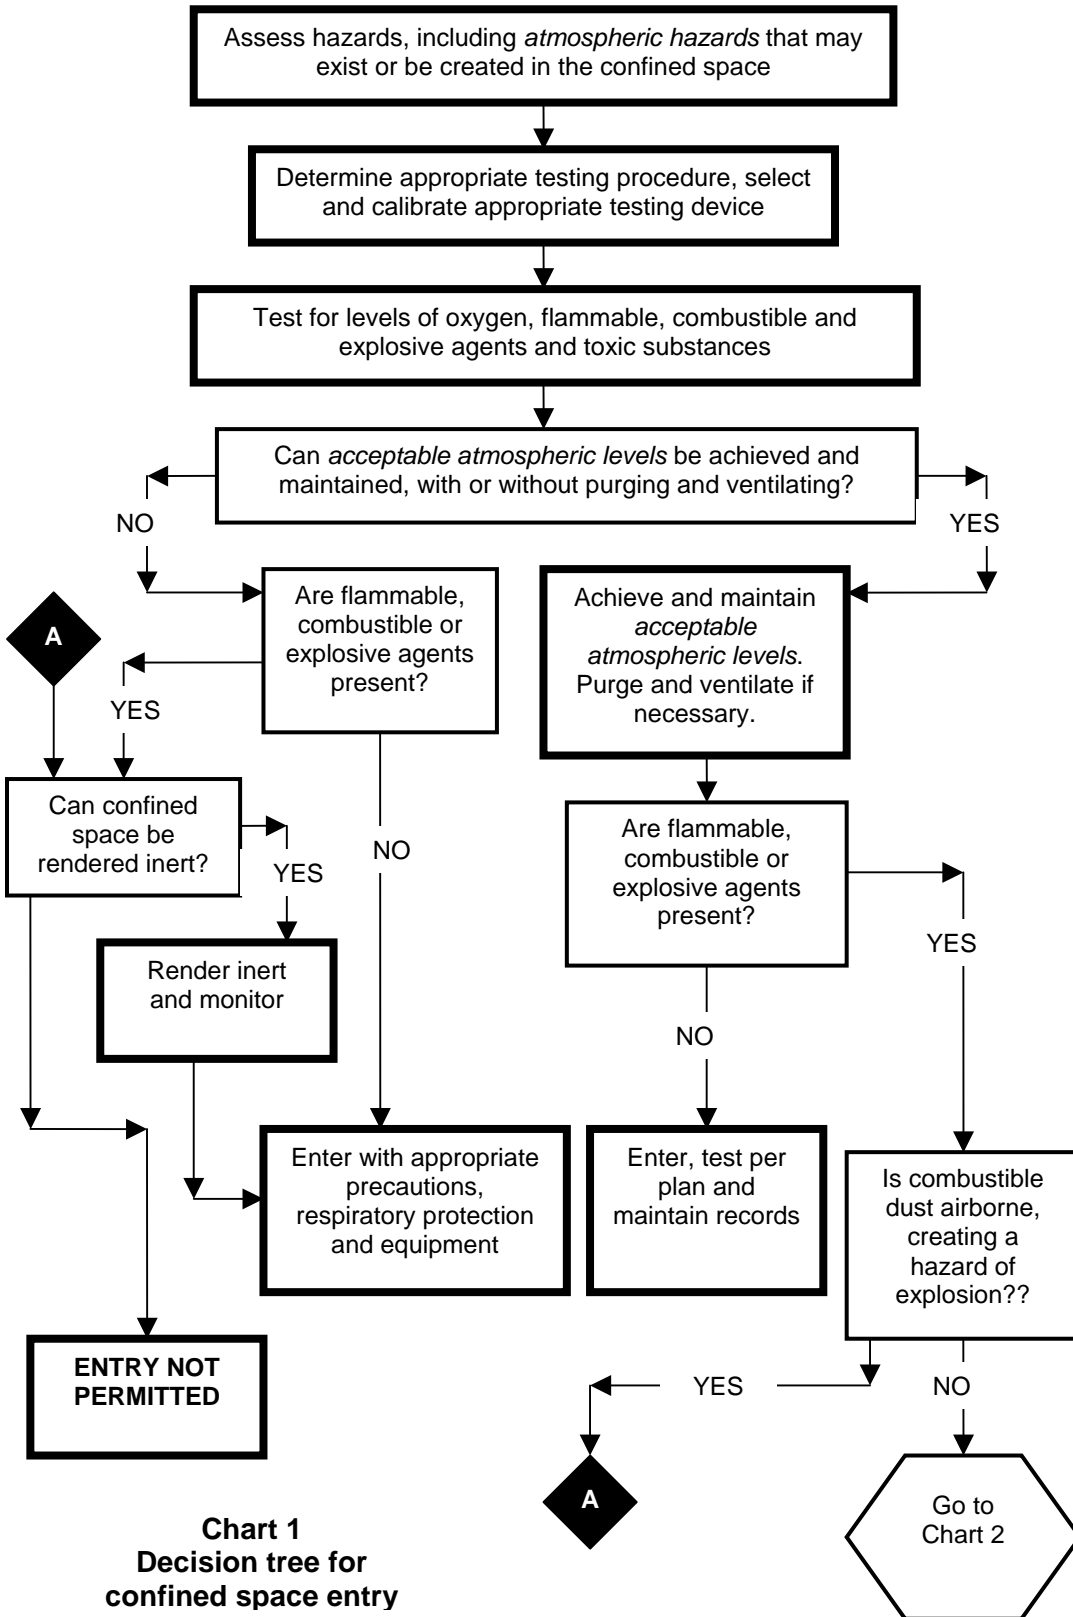 Assess hazards, including atmospheric hazards that may
exist or be created in the confined space
Determine appropriate testing procedure, select
and calibrate appropriate testing device
Test for levels of oxygen, flammable, combustible and
explosive agents and toxic substances
Can acceptable atmospheric levels be achieved and
maintained, with or without purging and ventilating?
NO
YES
A
Are flammable,
combustible or
explosive agents
present?
Achieve and maintain
acceptable
atmospheric levels.
Purge and ventilate if
necessary.
YES
Can confined
space be
rendered inert?
YES
NO
Are flammable,
combustible or
explosive agents
present?
YES
Render inert
and monitor
NO
Enter with appropriate
precautions,
respiratory protection
and equipment
Enter, test per
plan and
maintain records
Is combustible
dust airborne,
creating a
hazard of
explosion??
ENTRY NOT
PERMITTED
YES
NO
A
Go to
Chart 2
Chart 1
Decision tree for
confined space entry